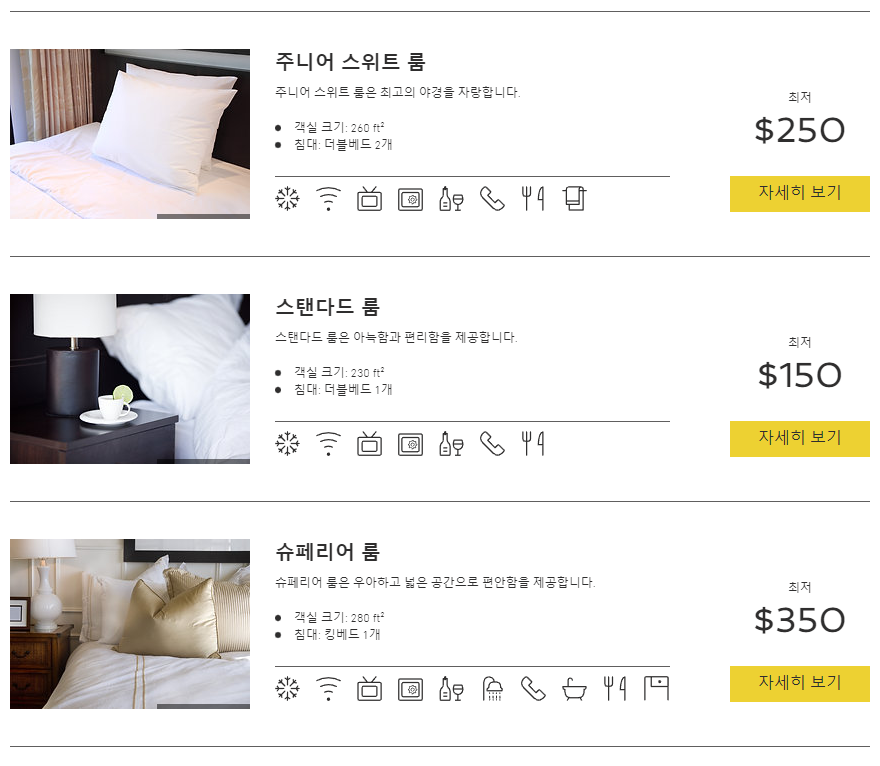 주니어 스위트 룸
주니어 스위트 룸은 최고의 야경을 자랑합니다.
객실 크기: 260 ft²
침대: 더블베드 2개
최저
$250
자세히 보기
스탠다드 룸
스탠다드 룸은 아늑함과 편리함을 제공합니다.
객실 크기: 230 ft²
침대: 더블베드 1개
최저
$150
자세히 보기
슈페리어 룸
슈페리어 룸은 우아하고 넓은 공간으로 편안함을 제공합니다.
객실 크기: 280 ft²
침대: 킹베드 1개
최저
$350
자세히 보기